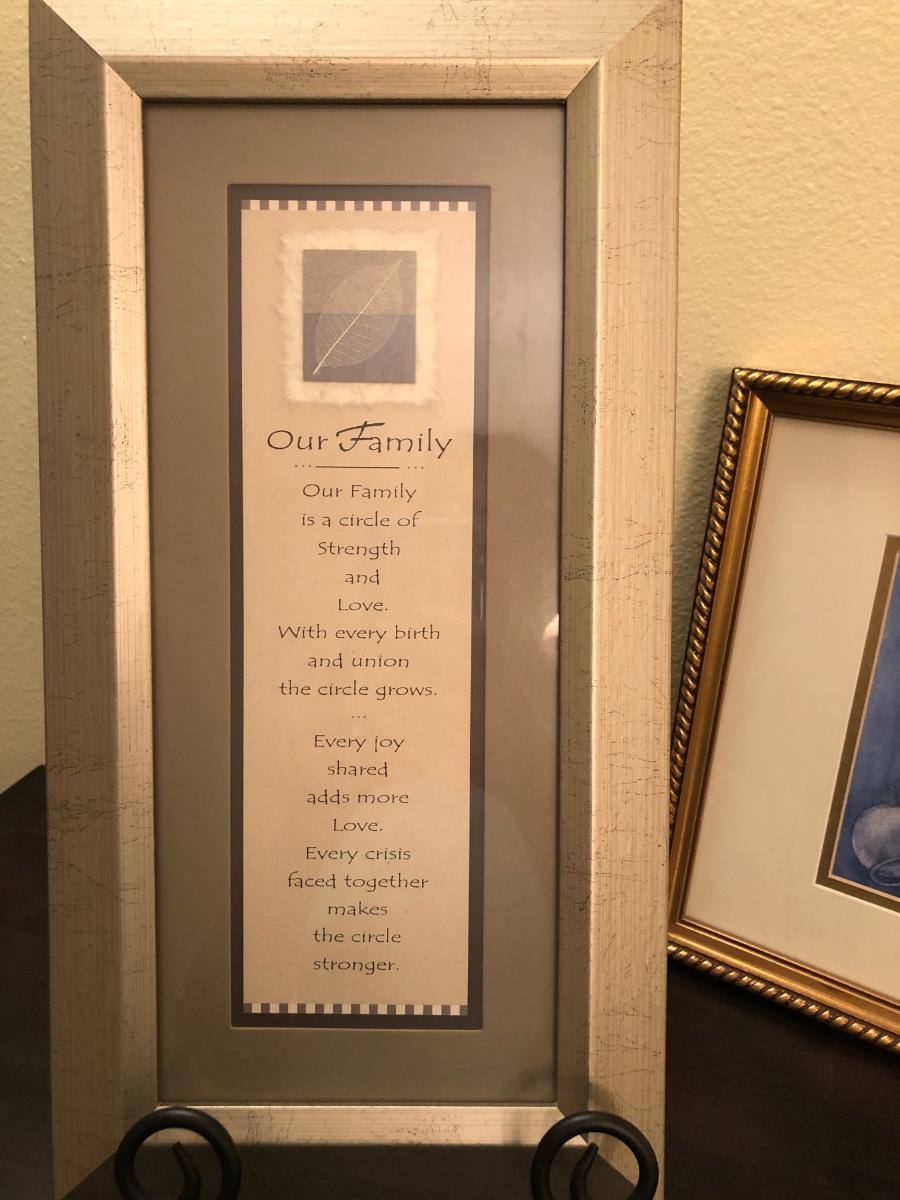 Our Family
Our Family
is a circle of
Strength
and
Love.
With every birth
and union
the circle grows.
...
Every joy
shared
adds more
Love.
Every crisis
faced together
makes
the circle
stronger.